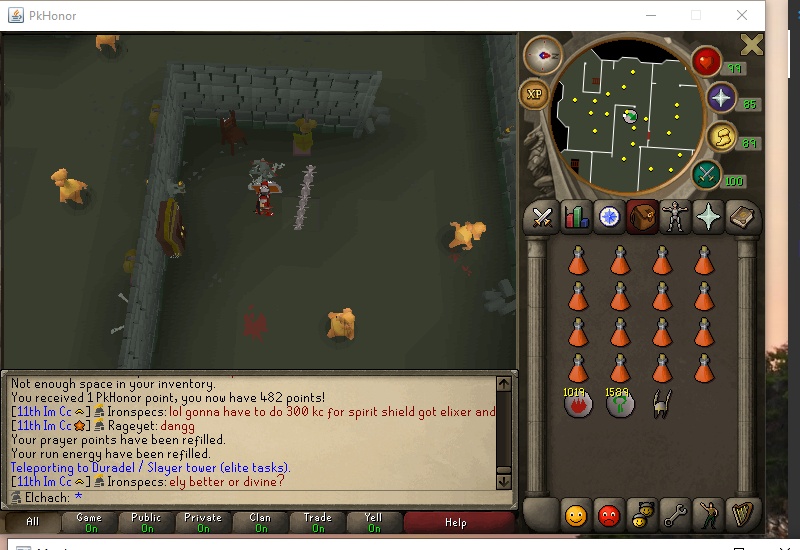 PkHonor
N
XP
99
85
89
100
1019
1589
Not enough space in your inventory.
You received 1 PkHonor point, you now have 482 points!
[11th Im Cc] Ironspecs: lol gonna have to do 300 kc for spirit shield got elixer and
[11th Im Cc] Rageyet: dangg
Your prayer points have been refilled.
Your run energy have been refilled.
Teleporting to Duradel / Slayer tower (elite tasks).
[11th Im Cc] Ironspecs: ely better or divine?
Elchach: *
All
Game
On
Public
On
Private
On
Clan
On
Trade
On
Yell
On
Help